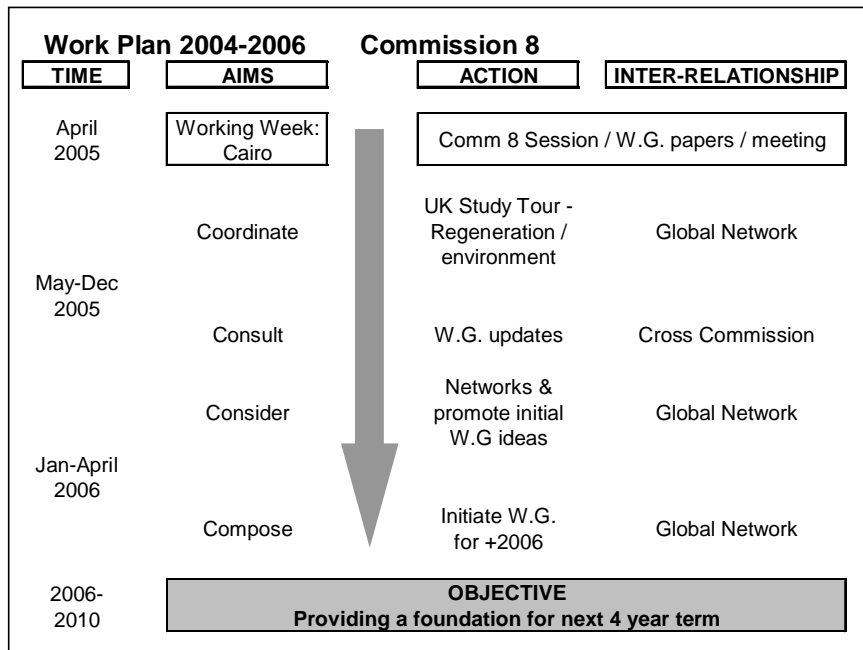 Work Plan 2004-2006 Commission 8
TIME AIMS ACTION INTER-RELATIONSHIP
April
2005
Working Week:
Cairo
Comm 8 Session / W.G. papers / meeting
Coordinate
UK Study Tour -
Regeneration /
environment
Global Network
May-Dec
2005
Consult
W.G. updates
Cross Commission
Consider
Networks &
promote initial
W.G ideas
Global Network
Jan-April
2006
Compose
Initiate W.G.
for +2006
Global Network
2006-
2010
OBJECTIVE
Providing a foundation for next 4 year term